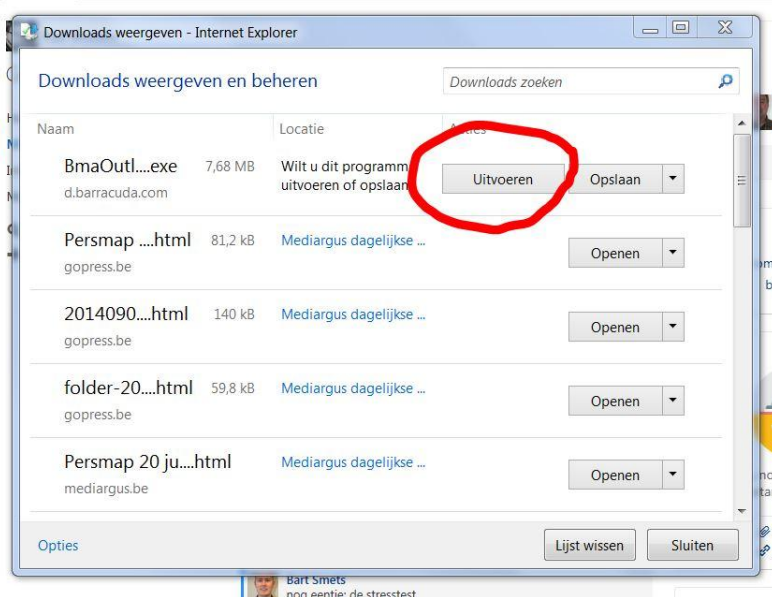 Downloads weergeven - Internet Explorer
Downloads weergeven en beheren
Downloads zoeken
Naam
Locatie
BmaOutl....exe 7,68 MB
d.barracuda.com
Wilt u dit programm
uitvoeren of opslaan
Uitvoeren
Opslaan
Persmap ....html 81,2 kB
gopress.be
Mediargus dagelijkse ...
Openen
2014090....html 140 kB
gopress.be
Mediargus dagelijkse ...
Openen
folder-20....html 59,8 kB
gopress.be
Mediargus dagelijkse ...
Openen
Persmap 20 ju....html
mediargus.be
Mediargus dagelijkse ...
Openen
Opties
Lijst wissen
Sluiten
Bart Smets
nog eentje: de stresstest